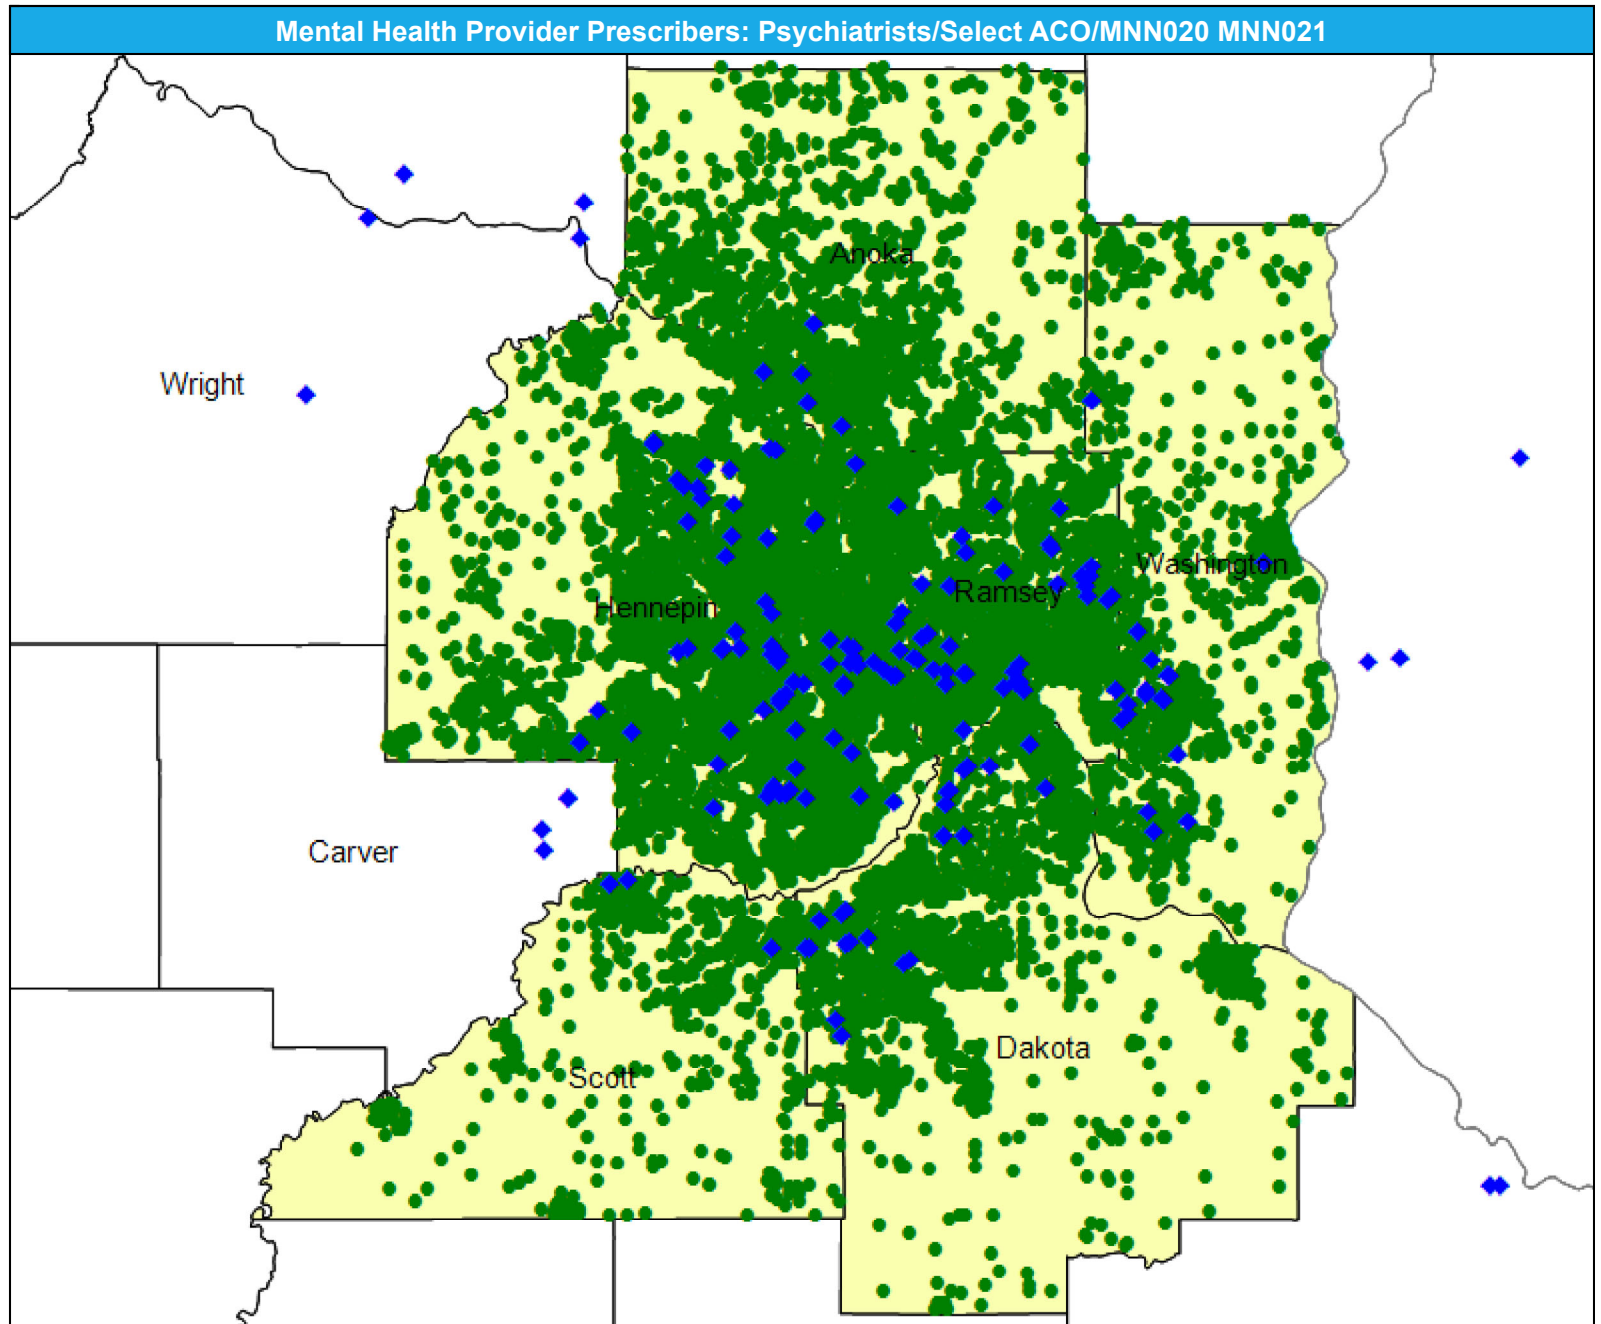 Mental Health Provider Prescribers: Psychiatrists/Select ACO/MNN020 MNN021
Anoka
Wright
Washington
Ramsey
Hennepin
Carver
Dakota
Scott